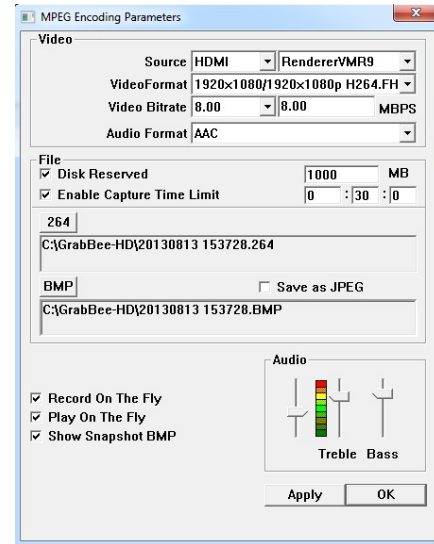 MPEG Encoding Parameters
Video
Source HDMI RendererVMR9
VideoFormat 1920x1080/1920x1080p H264.FH
Video Bitrate 8.00 8.00 MBPS
Audio Format AAC
File
Disk Reserved 1000 MB
Enable Capture Time Limit 0 : 30 : 0
264
C:\GrabBee-HD\20130813 153728.264
BMP Save as JPEG
C:\GrabBee-HD\20130813 153728.BMP
Audio
Record On The Fly
Play On The Fly
Show Snapshot BMP
Treble Bass
Apply OK